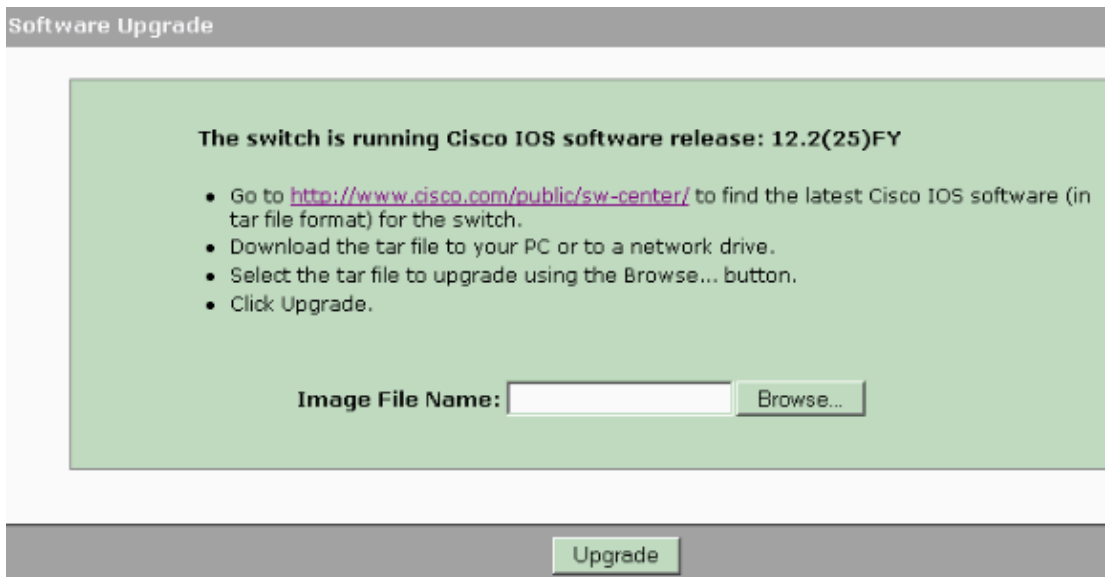 Software Upgrade
The switch is running Cisco IOS software release: 12.2(25)FY
• Go to http://www.cisco.com/public/sw-center/ to find the latest Cisco IOS software (in
tar file format) for the switch.
• Download the tar file to your PC or to a network drive.
• Select the tar file to upgrade using the Browse... button.
• Click Upgrade.
Image File Name: Browse...
Upgrade